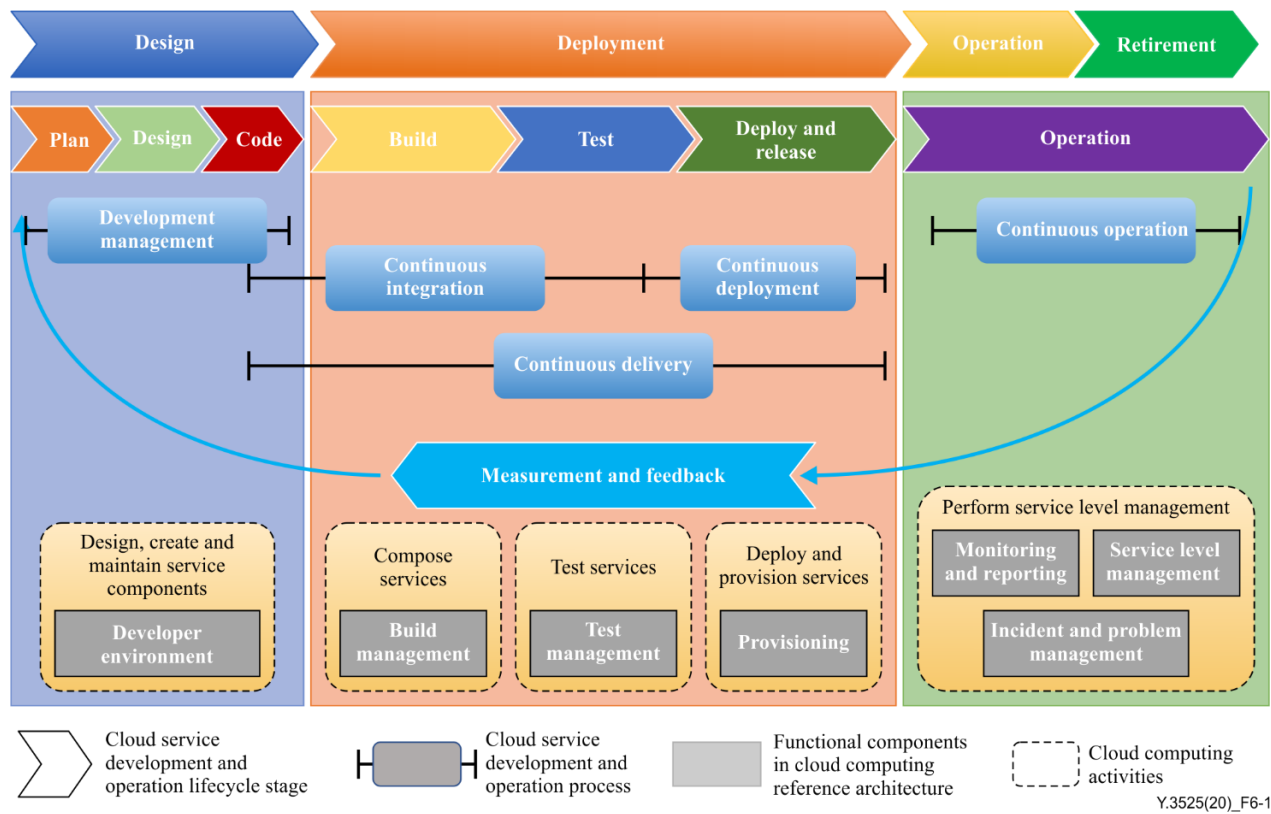 Design
Deployment
Operation
Retirement
Plan
Design
Code
Build
Test
Deploy and
release
Operation
Development
management
Continuous
integration
Continuous
deployment
Continuous operation
Continuous delivery
Measurement and feedback
Design, create and
maintain service
components
Developer
environment
Compose
services
Build
management
Test services
Test
management
Deploy and
provision services
Provisioning
Perform service level management
Monitoring
and reporting
Service level
management
Incident and problem
management
Cloud service
development and
operation lifecycle stage
Cloud service
development and
operation process
Functional components
in cloud computing
reference architecture
Cloud computing
activities
Y.3525(20)_F6-1